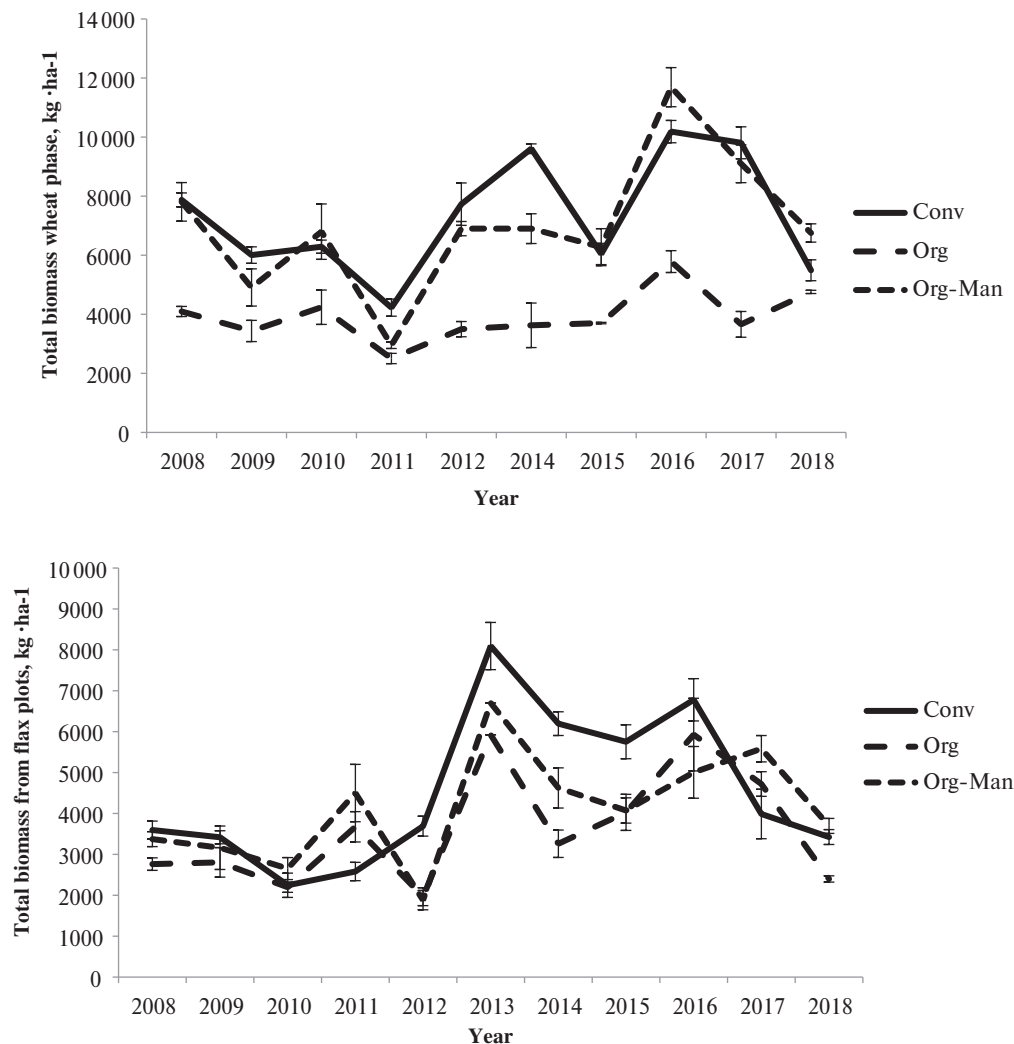 Total biomass wheat phase, kg·ha-1
14 000
12 000
10 000
8000
6000
4000
2000
0
2008 2009 2010 2011 2012 2014 2015 2016 2017 2018
Year
Conv
Org
Org-Man
Total biomass from flax plots, kg·ha-1
10 000
9000
8000
7000
6000
5000
4000
3000
2000
1000
0
2008 2009 2010 2011 2012 2013 2014 2015 2016 2017 2018
Year
Conv
Org
Org-Man